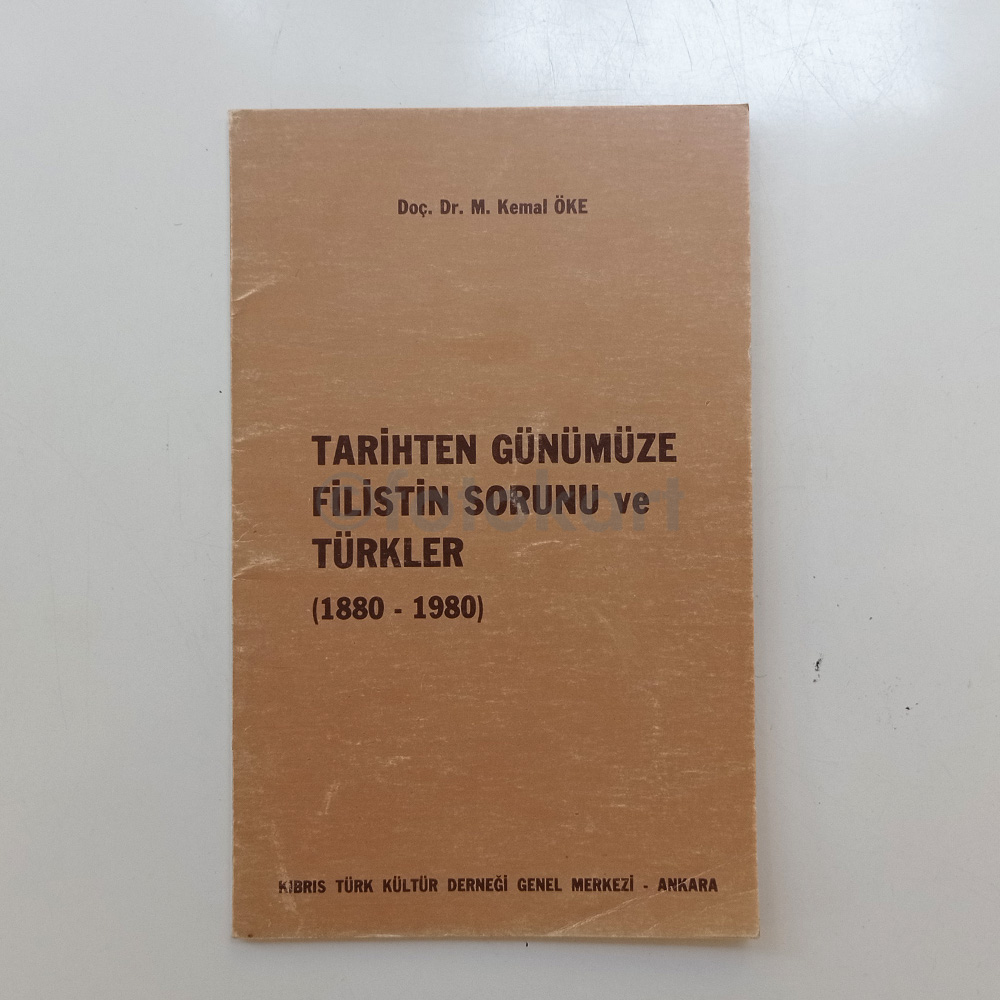 Doç. Dr. M. Kemal ÖKE
TARİHTEN GÜNÜMÜZE
FİLİSTİN SORUNU ve
TÜRKLER
(1880 - 1980)
©fotokart
KIBRIS TÜRK KÜLTÜR DERNEĞİ GENEL MERKEZİ - ANKARA